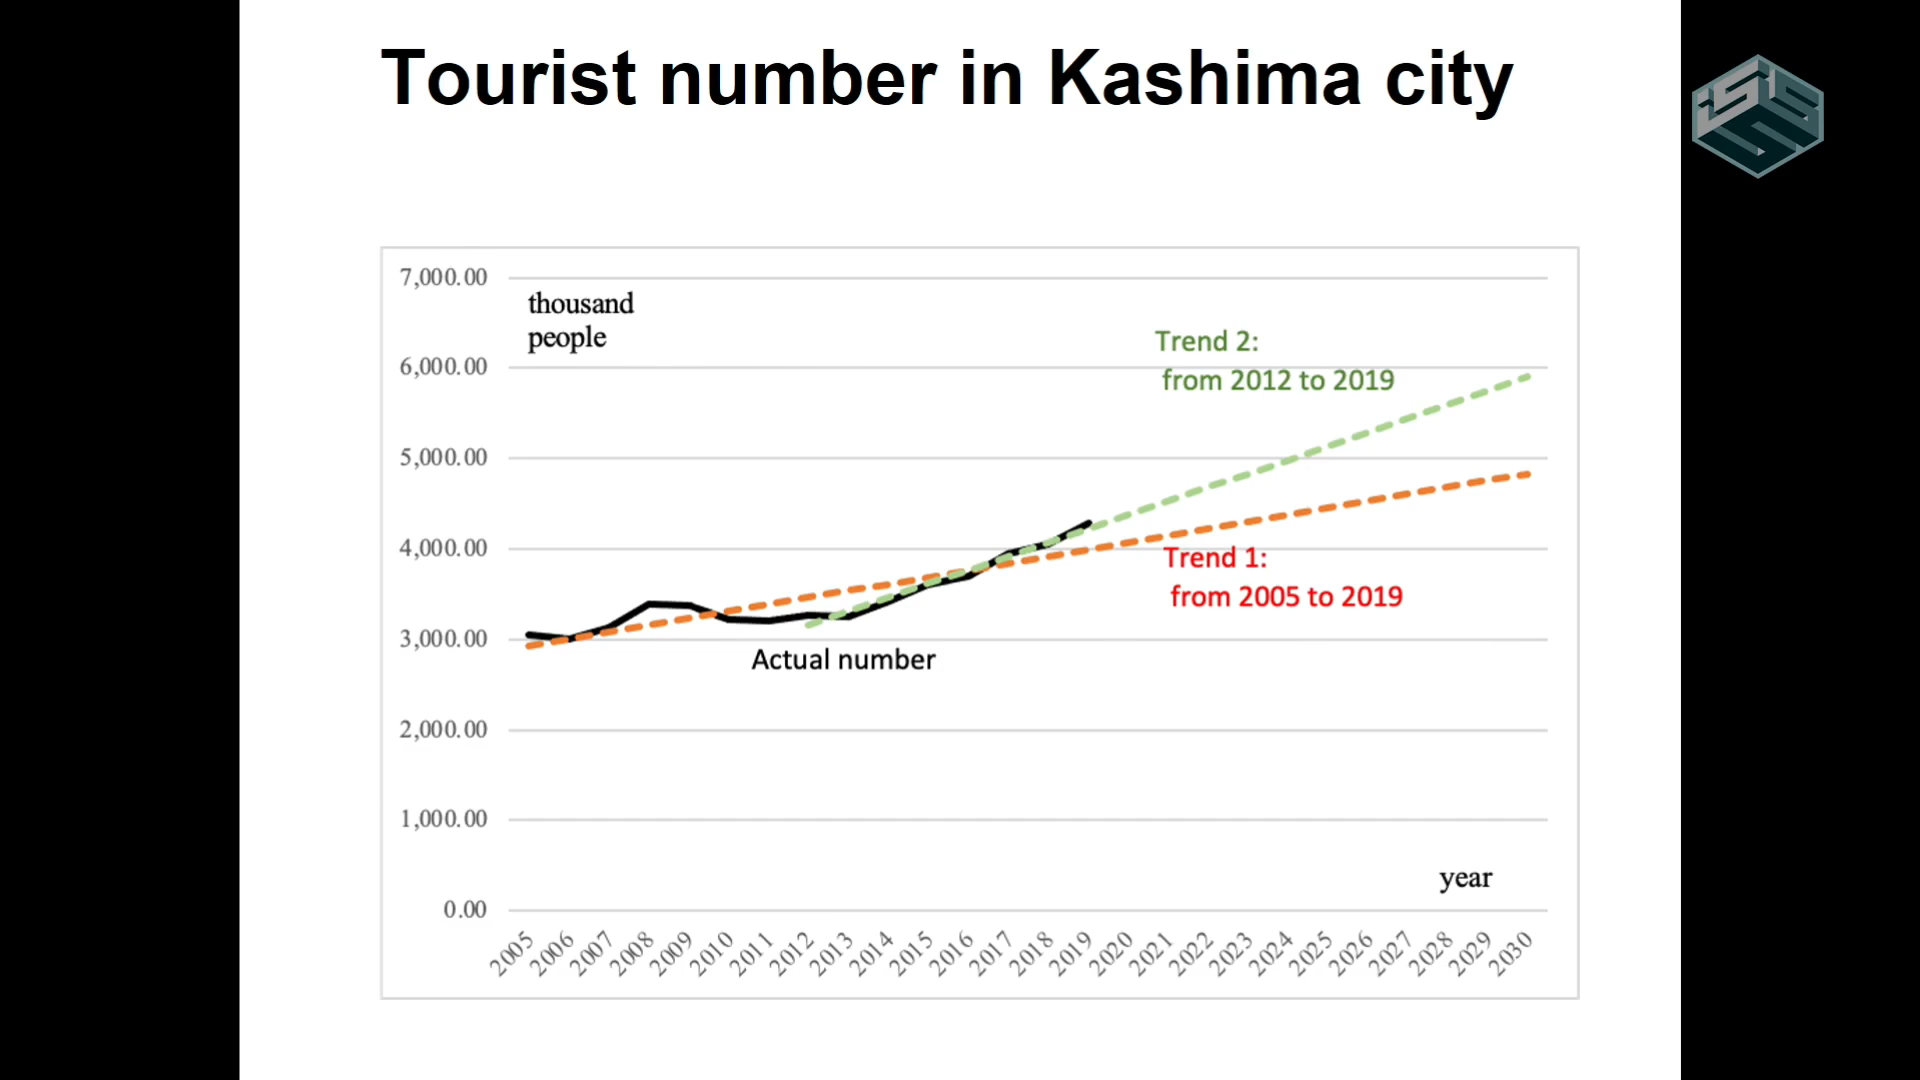 Tourist number in Kashima city
7,000.00
thousand
people
6,000.00
Trend 2:
from 2012 to 2019
5,000.00
4,000.00
Trend 1:
from 2005 to 2019
3,000.00
Actual number
2,000.00
1,000.00
year
0.00
2005 2006 2007 2008 2009 2010 2011 2012 2013 2014 2015 2016 2017 2018 2019 2020 2021 2022 2023 2024 2025 2026 2027 2028 2029 2030